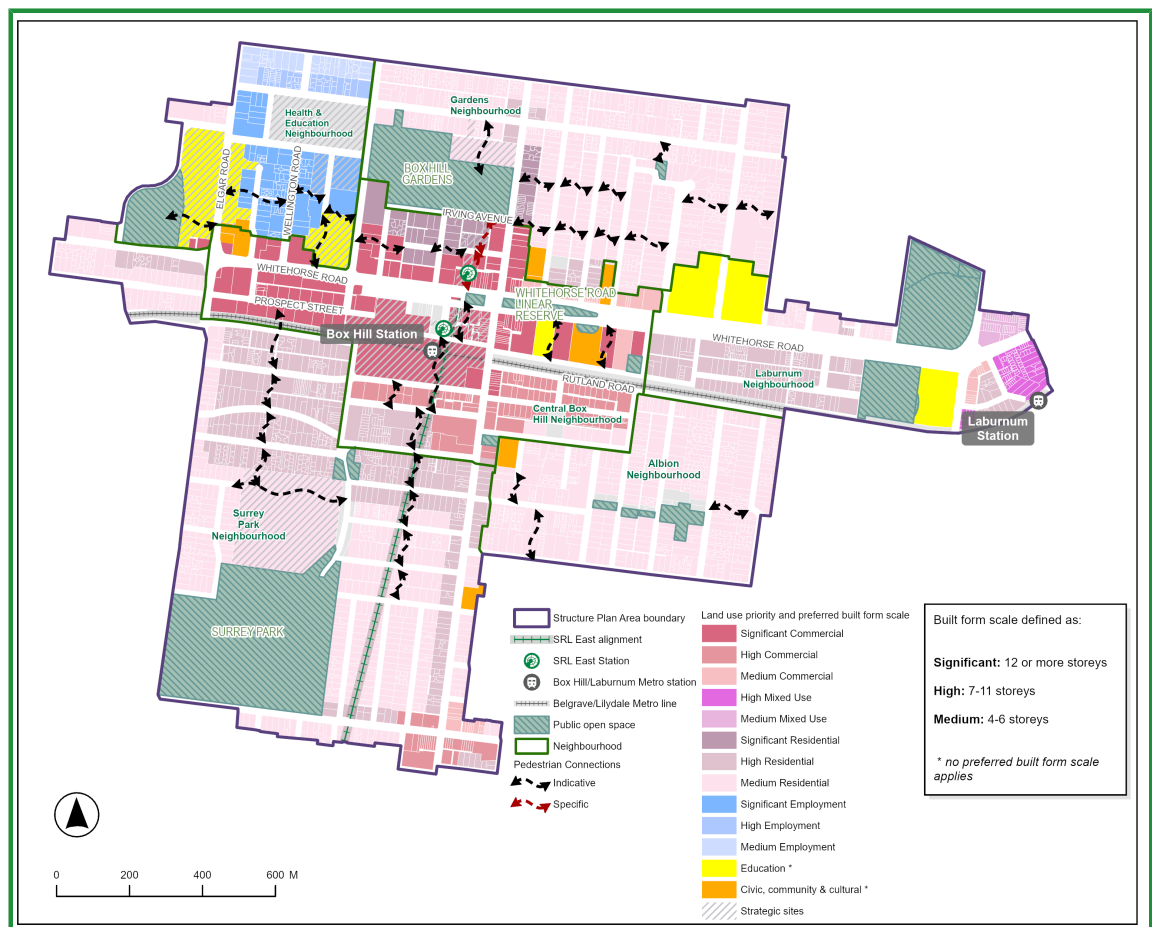 Gardens
Neighbourhood
Health &
Education
Neighbourhood
ELGAR ROAD
WELLINGTON ROAD
BOX HILL
GARDENS
IRVING AVENUE
WHITEHORSE ROAD
PROSPECT STREET
WHITEHORSE ROAD
LINEAR
RESERVE
Box Hill Station
WHITEHORSE ROAD
RUTLAND ROAD
Laburnum
Neighbourhood
Central Box
Hill Neighbourhood
Laburnum
Station
Albion
Neighbourhood
Surrey
Park
Neighbourhood
SURREY PARK
Structure Plan Area boundary
SRL East alignment
SRL East Station
Box Hill/Laburnum Metro station
Belgrave/Lilydale Metro line
Public open space
Neighbourhood
Pedestrian Connections
Indicative
Specific
Land use priority and preferred built form scale
Significant Commercial
High Commercial
Medium Commercial
High Mixed Use
Medium Mixed Use
Significant Residential
High Residential
Medium Residential
Significant Employment
High Employment
Medium Employment
Education *
Civic, community & cultural *
Strategic sites
Built form scale defined as:
Significant: 12 or more storeys
High: 7-11 storeys
Medium: 4-6 storeys
* no preferred built form scale
applies
0 200 400 600 M